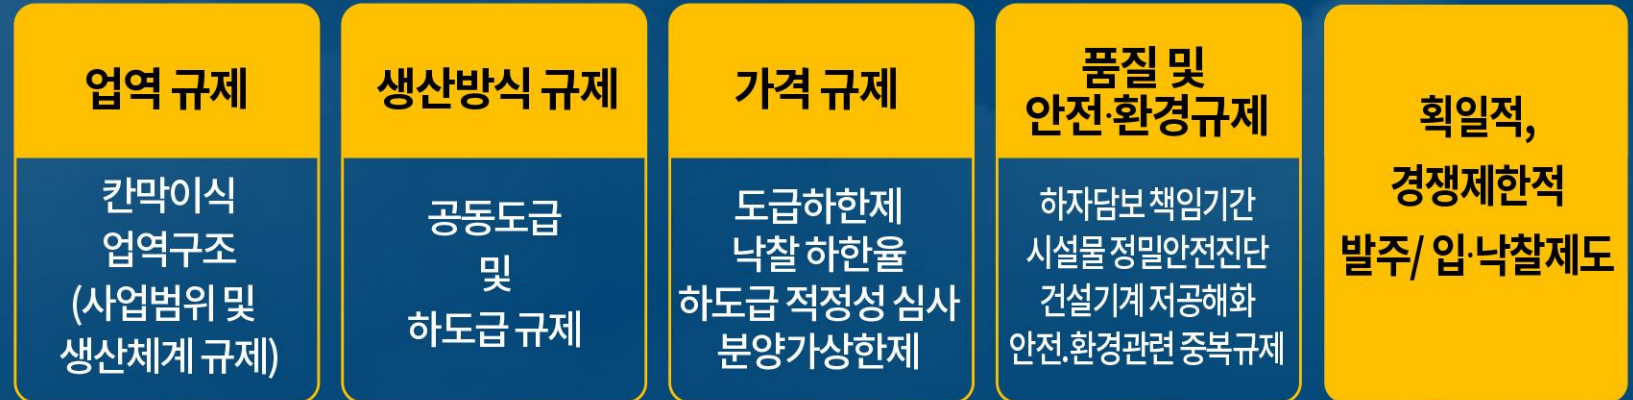 업역 규제
칸막이식
업역구조
(사업범위 및
생산체계 규제)
생산방식 규제
공동도급
및
하도급 규제
가격 규제
도급하한제
낙찰 하한율
하도급 적정성 심사
분양가상한제
품질 및
안전·환경규제
하자담보 책임기간
시설물 정밀안전진단
건설기계 저공해화
안전.환경관련 중복규제
획일적,
경쟁제한적
발주/ 입·낙찰제도